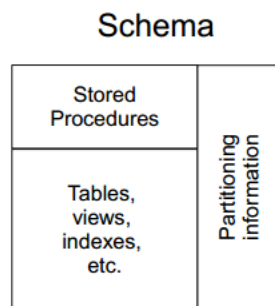 Schema
Stored
Procedures
Tables,
views,
indexes,
etc.
Partitioning
information